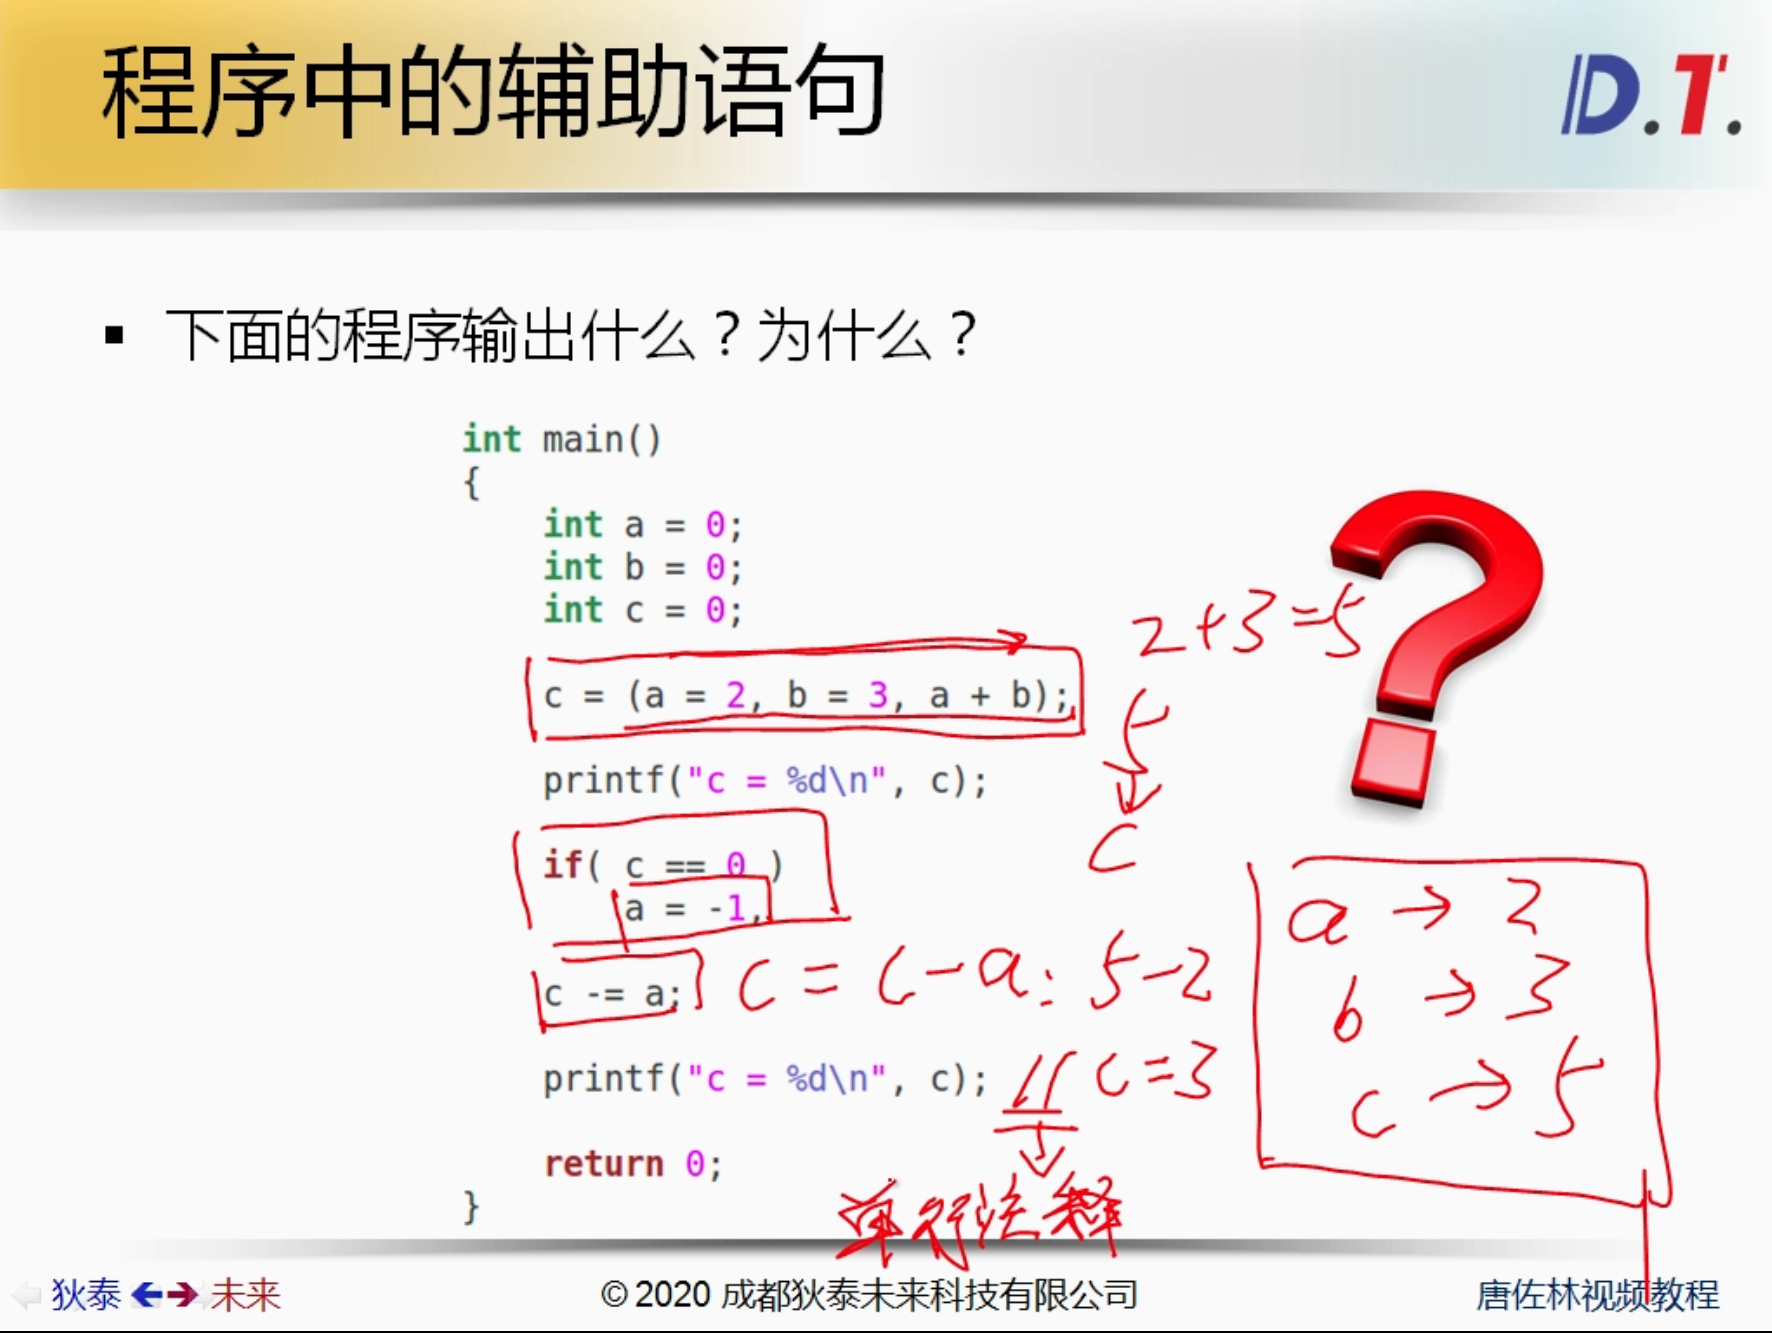 程序中的辅助语句
D.T.
▪ 下面的程序输出什么？为什么？
int main()
{
int a = 0;
int b = 0;
int c = 0;
2+3=5
c = (a = 2, b = 3, a + b);
5
printf("c = %d\n", c);
c
if( c == 0 )
a = -1,
a → 2
c -= a;
c = c - a: 5-2
b → 3
printf("c = %d\n", c);
// c=3
c → 5
return 0;
单行注释
}
狄泰
未来
© 2020 成都狄泰未来科技有限公司
唐佐林视频教程